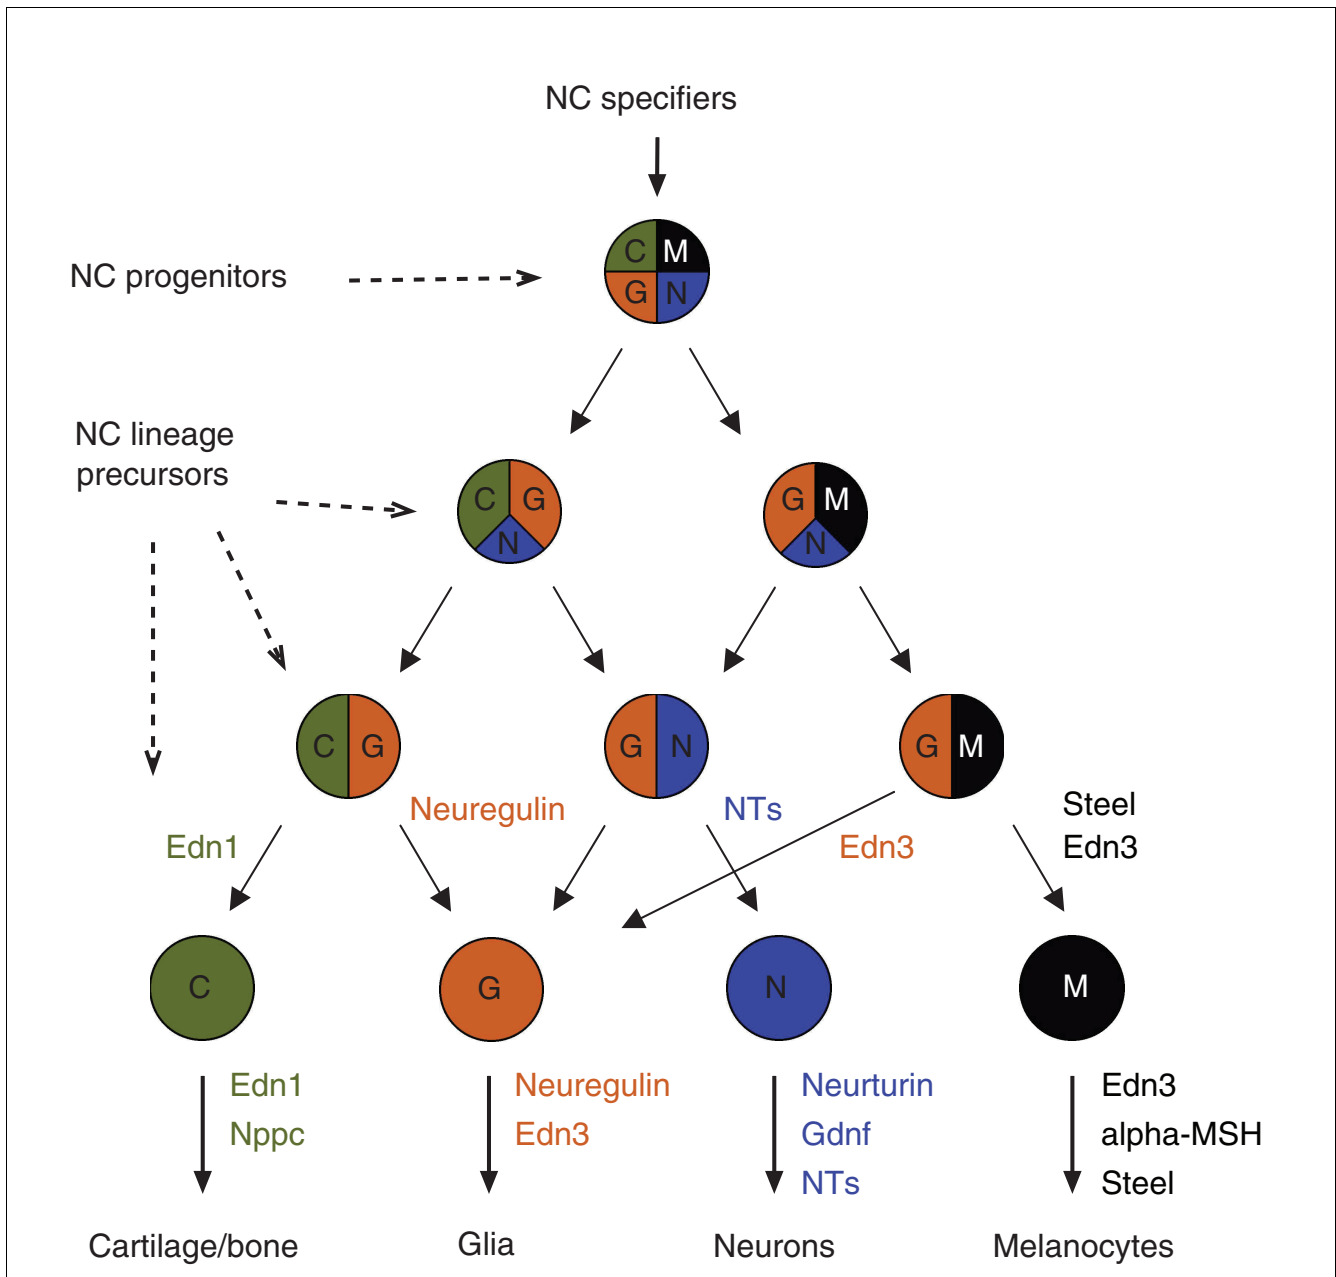 NC specifiers
C M
G N
NC progenitors
NC lineage
precursors
C G
N
G M
N
C G
G N
G M
Neuregulin
NTs
Steel
Edn1
Edn3
Edn3
C
G
N
M
Edn1
Nppc
Neuregulin
Edn3
Neurturin
Gdnf
NTs
Edn3
alpha-MSH
Steel
Cartilage/bone
Glia
Neurons
Melanocytes